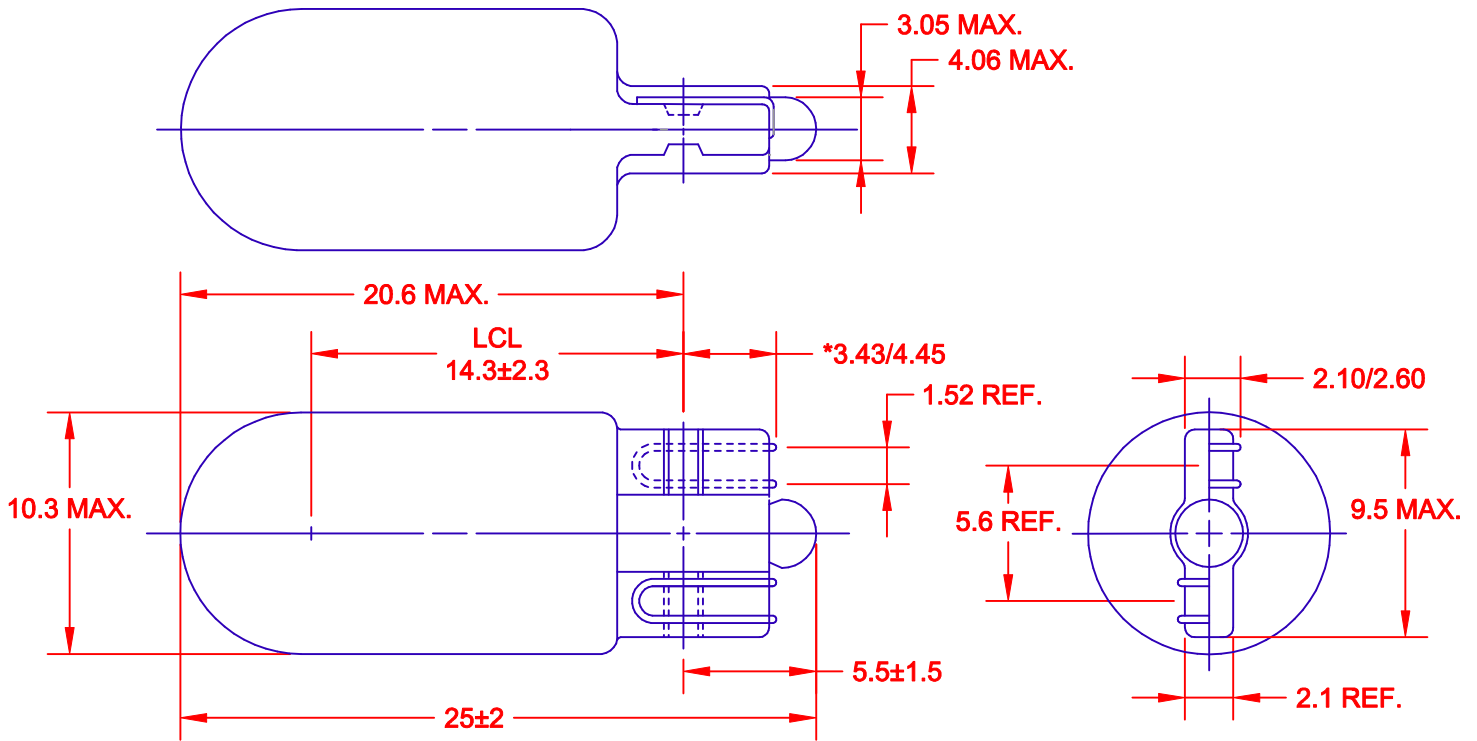 3.05 MAX.
4.06 MAX.
20.6 MAX.
LCL
14.3±2.3
*3.43/4.45
1.52 REF.
2.10/2.60
10.3 MAX.
5.6 REF.
9.5 MAX.
5.5±1.5
2.1 REF.
25±2